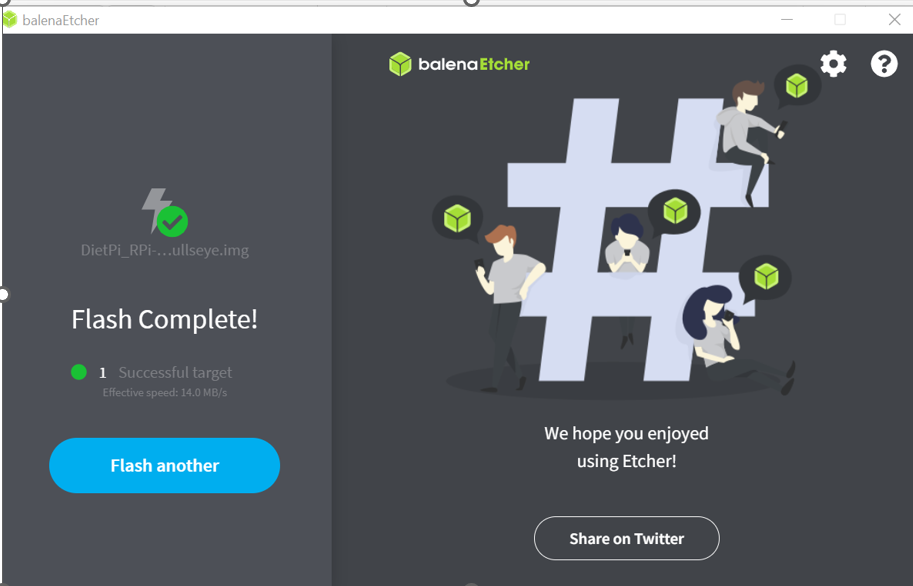 balenaEtcher
balenaEtcher
DietPi_RPi-...ullseye.img
Flash Complete!
1 Successful target
Effective speed: 14.0 MB/s
Flash another
We hope you enjoyed
using Etcher!
Share on Twitter